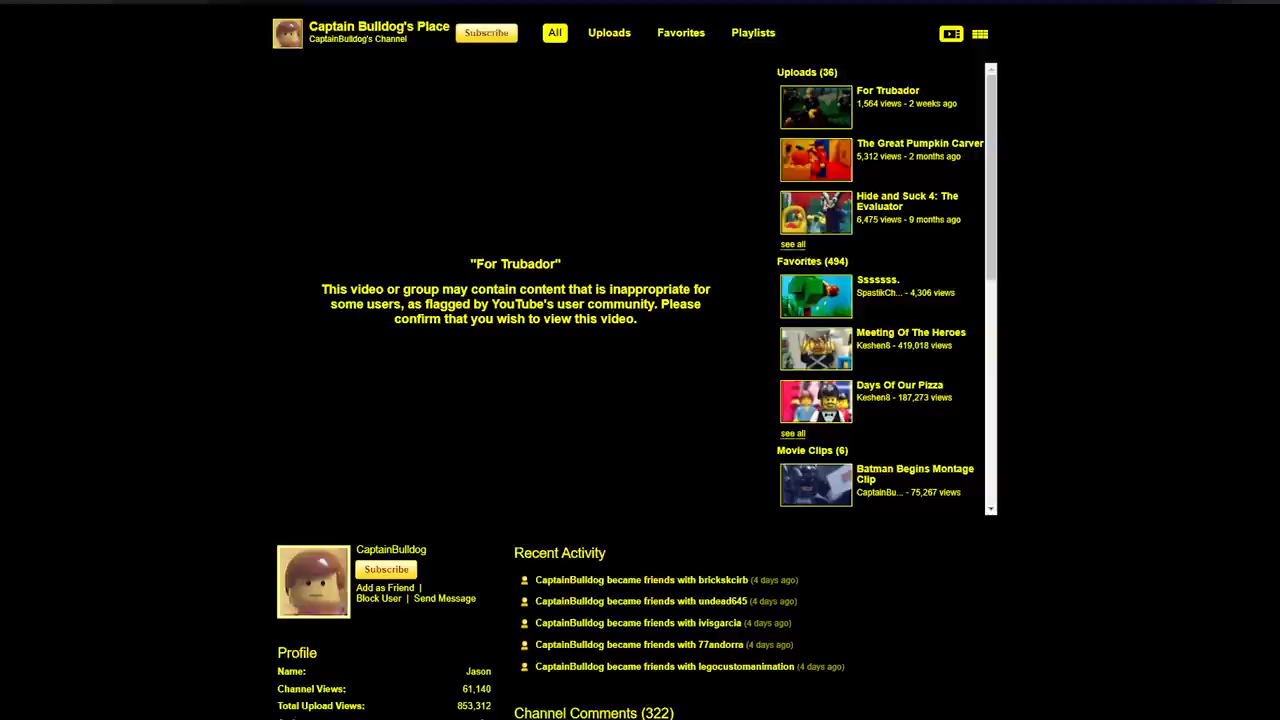 Captain Bulldog's Place
CaptainBulldog's Channel
Subscribe
All
Uploads
Favorites
Playlists
Uploads (36)
For Trubador
1,564 views - 2 weeks ago
The Great Pumpkin Carver
5,312 views - 2 months ago
Hide and Suck 4: The
Evaluator
6,475 views - 9 months ago
see all
Favorites (494)
Sssssss.
SpastikCh... - 4,306 views
Meeting Of The Heroes
Keshen8 - 419,018 views
Days Of Our Pizza
Keshen8 - 187,273 views
see all
Movie Clips (6)
Batman Begins Montage
Clip
CaptainBu... - 75,267 views
"For Trubador"
This video or group may contain content that is inappropriate for
some users, as flagged by YouTube's user community. Please
confirm that you wish to view this video.
CaptainBulldog
Subscribe
Add as Friend |
Block User | Send Message
Profile
Name: Jason
Channel Views: 61,140
Total Upload Views: 853,312
Recent Activity
CaptainBulldog became friends with brickskcirb (4 days ago)
CaptainBulldog became friends with undead645 (4 days ago)
CaptainBulldog became friends with ivisgarcia (4 days ago)
CaptainBulldog became friends with 77andorra (4 days ago)
CaptainBulldog became friends with legocustomanimation (4 days ago)
Channel Comments (322)